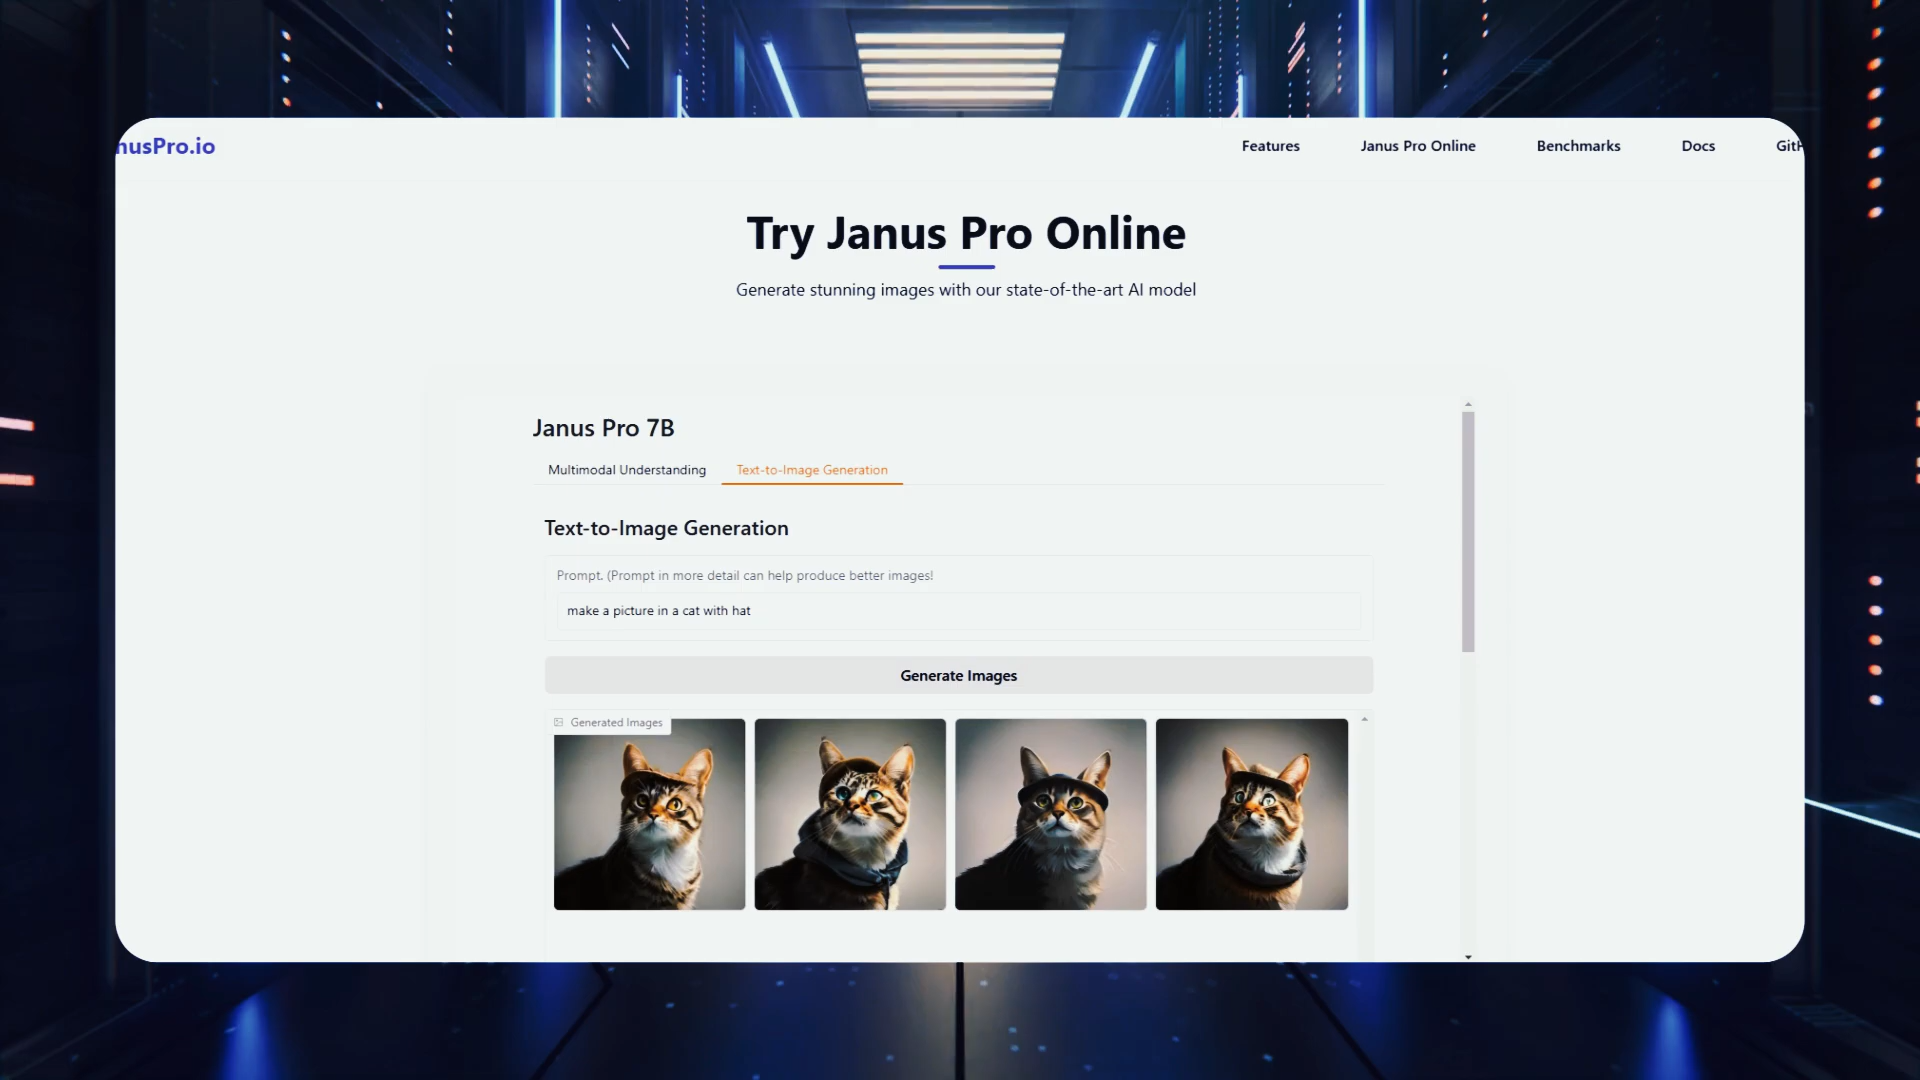 nusPro.io
Features
Janus Pro Online
Benchmarks
Docs
GitH
Try Janus Pro Online
Generate stunning images with our state-of-the-art AI model
Janus Pro 7B
Multimodal Understanding
Text-to-Image Generation
Text-to-Image Generation
Prompt. (Prompt in more detail can help produce better images!
make a picture in a cat with hat
Generate Images
Generated Images